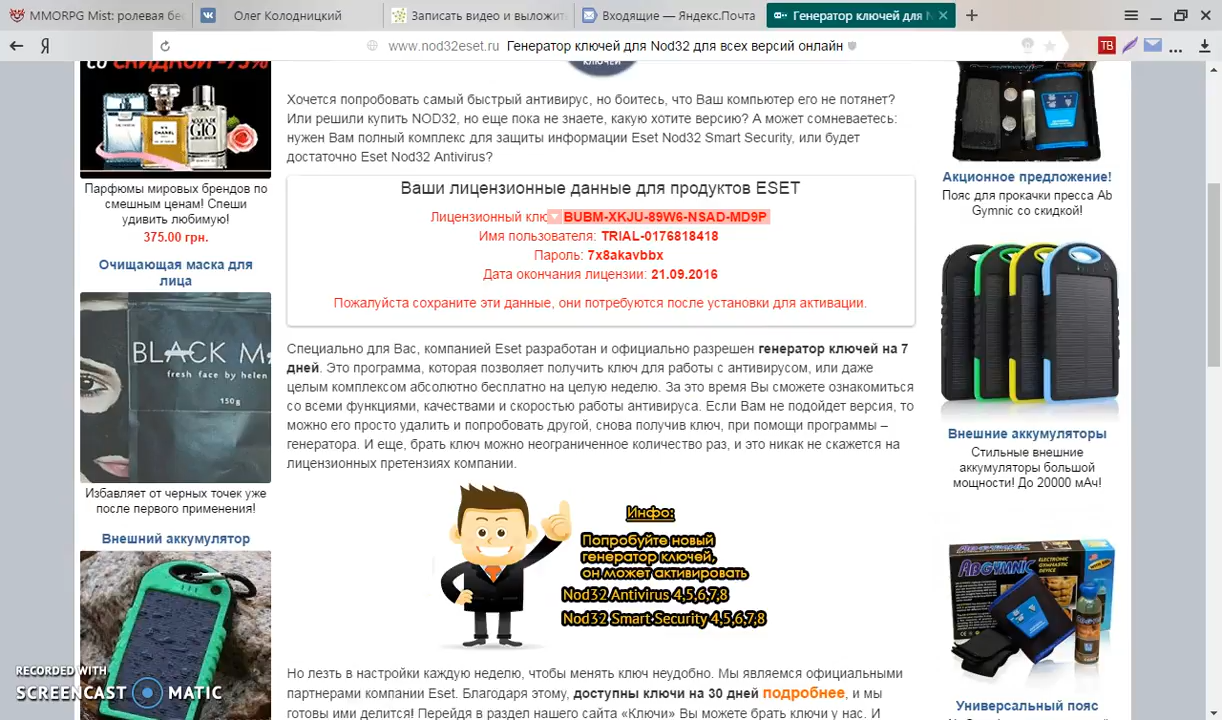 MMORPG Mist: ролевая бе
Олег Колодницкий
Записать видео и выложит
Входящие — Яндекс.Почта
Генератор ключей для N
www.nod32eset.ru Генератор ключей для Nod32 для всех версий онлайн
ТВ
со скидкой -75%
Парфюмы мировых брендов по
смешным ценам! Спеши
удивить любимую!
375.00 грн.
Очищающая маска для
лица
BLACK M
fresh face by helen
150g
Избавляет от черных точек уже
после первого применения!
Внешний аккумулятор
RECORDED WITH
SCREENCAST MATIC
КЛЮЧЕЙ
Хочется попробовать самый быстрый антивирус, но боитесь, что Ваш компьютер его не потянет?
Или решили купить NOD32, но еще пока не знаете, какую хотите версию? А может сомневаетесь:
нужен Вам полный комплекс для защиты информации Eset Nod32 Smart Security, или будет
достаточно Eset Nod32 Antivirus?
Ваши лицензионные данные для продуктов ESET
Лицензионный клю BUBM-XKJU-89W6-NSAD-MD9P
Имя пользователя: TRIAL-0176818418
Пароль: 7x8akavbbx
Дата окончания лицензии: 21.09.2016
Пожалуйста сохраните эти данные, они потребуются после установки для активации.
Специально для Вас, компанией Eset разработан и официально разрешен генератор ключей на 7
дней. Это программа, которая позволяет получить ключ для работы с антивирусом, или даже
целым комплексом абсолютно бесплатно на целую неделю. За это время Вы сможете ознакомиться
со всеми функциями, качествами и скоростью работы антивируса. Если Вам не подойдет версия, то
можно его просто удалить и попробовать другой, снова получив ключ, при помощи программы –
генератора. И еще, брать ключ можно неограниченное количество раз, и это никак не скажется на
лицензионных претензиях компании.
Инфо:
Попробуйте новый
генератор ключей,
он может активировать
Nod32 Antivirus 4,5,6,7,8
Nod32 Smart Security 4,5,6,7,8
Но лезть в настройки каждую неделю, чтобы менять ключ неудобно. Мы являемся официальными
партнерами компании Eset. Благодаря этому, доступны ключи на 30 дней подробнее, и мы
готовы ими делится! Перейдя в раздел нашего сайта «Ключи» Вы можете брать ключи у нас. И
Акционное предложение!
Пояс для прокачки пресса Ab
Gymnic со скидкой!
Внешние аккумуляторы
Стильные внешние
аккумуляторы большой
мощности! До 20000 мАч!
ABGYMNIC
ELECTRONIC
GYMNASTIC
DEVICE
Универсальный пояс